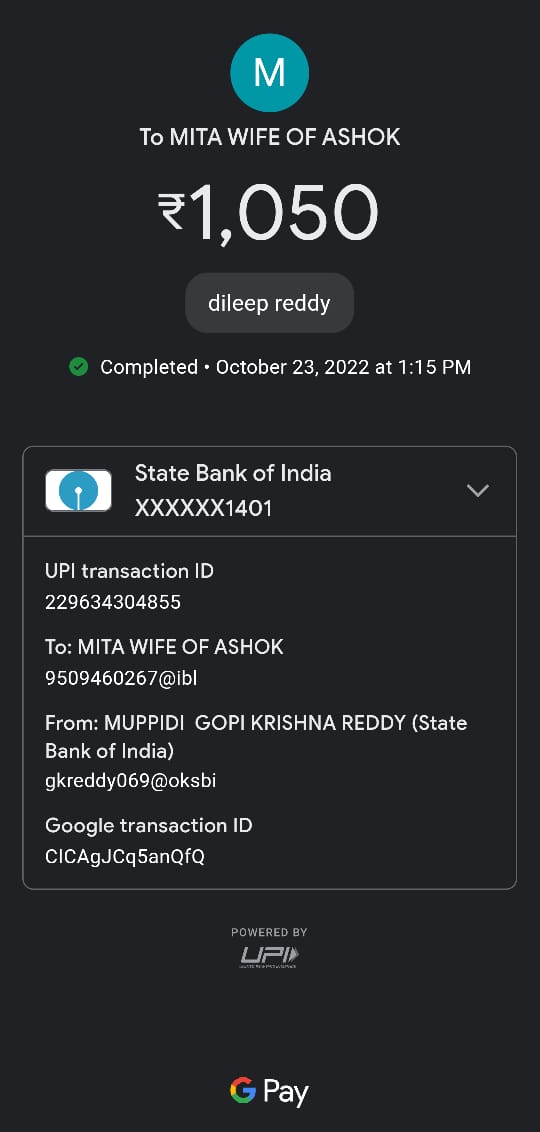 M
To MITA WIFE OF ASHOK
₹1,050
dileep reddy
Completed • October 23, 2022 at 1:15 PM
State Bank of India
XXXXXX1401
UPI transaction ID
229634304855
To: MITA WIFE OF ASHOK
9509460267@ibl
From: MUPPIDI GOPI KRISHNA REDDY (State
Bank of India)
gkreddy069@oksbi
Google transaction ID
CICAgJCq5anQfQ
POWERED BY
UPI
G Pay